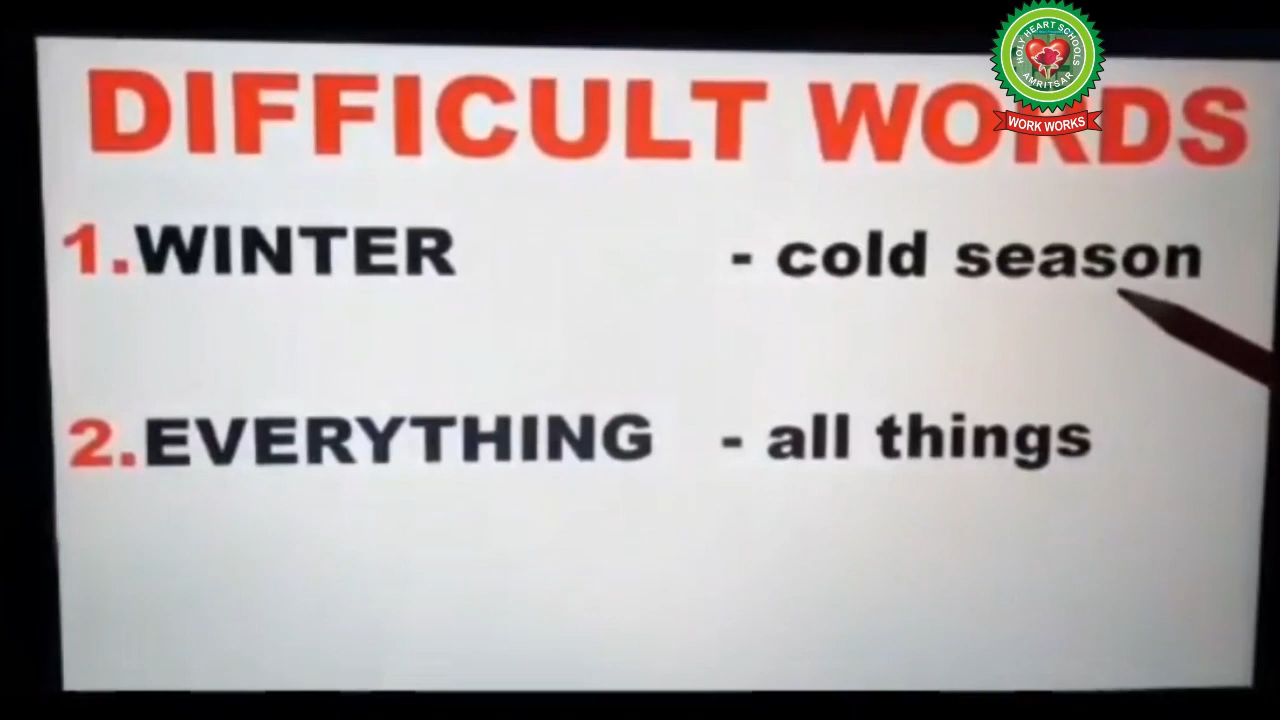 HOLY HEART SCHOOLS
AMRITSAR
WORK WORKS
DIFFICULT WORDS
1.WINTER - cold season
2.EVERYTHING - all things